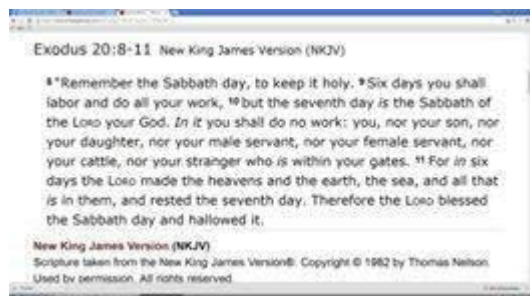 Exodus 20:8-11 New King James Version (NKJV)
8 "Remember the Sabbath day, to keep it holy. 9 Six days you shall
labor and do all your work, 10 but the seventh day is the Sabbath of
the LORD your God. In it you shall do no work: you, nor your son, nor
your daughter, nor your male servant, nor your female servant, nor
your cattle, nor your stranger who is within your gates. 11 For in six
days the LORD made the heavens and the earth, the sea, and all that
is in them, and rested the seventh day. Therefore the LORD blessed
the Sabbath day and hallowed it.
New King James Version (NKJV)
Scripture taken from the New King James Version®. Copyright © 1982 by Thomas Nelson.
Used by permission. All rights reserved